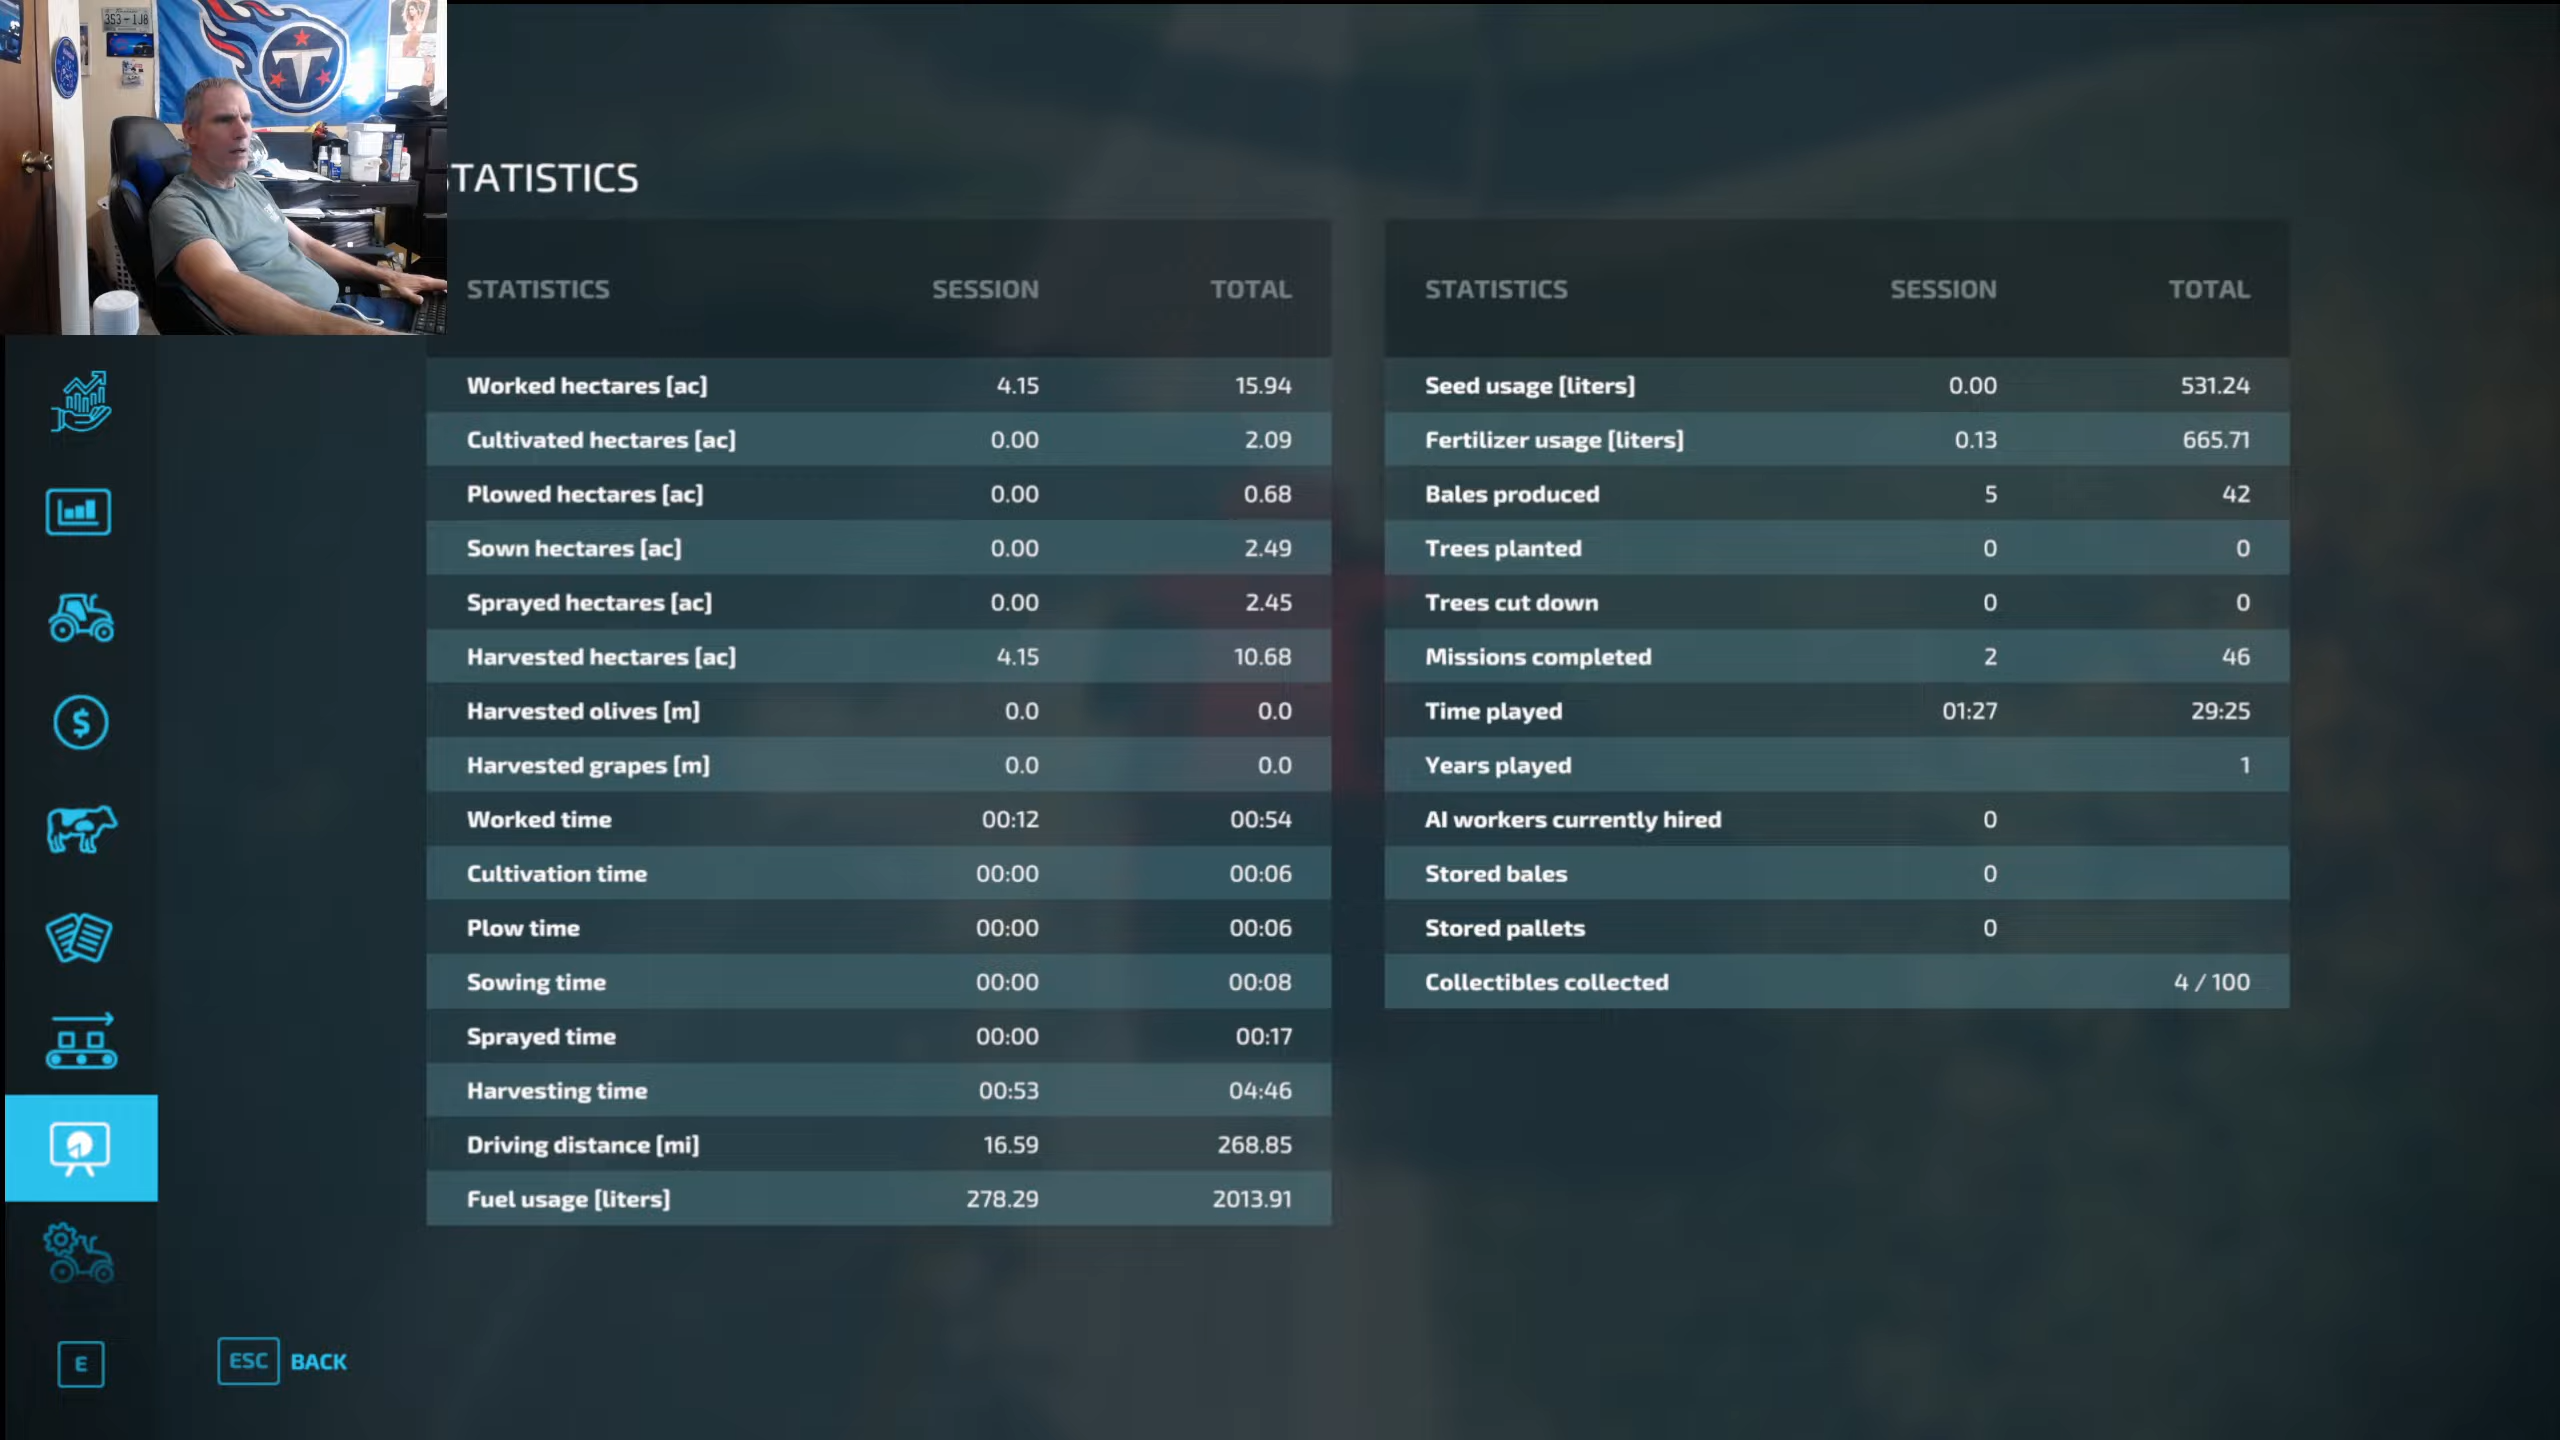 3S3-1J8
T
STATISTICS
STATISTICS SESSION TOTAL
Worked hectares [ac] 4.15 15.94
Cultivated hectares [ac] 0.00 2.09
Plowed hectares [ac] 0.00 0.68
Sown hectares [ac] 0.00 2.49
Sprayed hectares [ac] 0.00 2.45
Harvested hectares [ac] 4.15 10.68
Harvested olives [m] 0.0 0.0
Harvested grapes [m] 0.0 0.0
Worked time 00:12 00:54
Cultivation time 00:00 00:06
Plow time 00:00 00:06
Sowing time 00:00 00:08
Sprayed time 00:00 00:17
Harvesting time 00:53 04:46
Driving distance [mi] 16.59 268.85
Fuel usage [liters] 278.29 2013.91
STATISTICS SESSION TOTAL
Seed usage [liters] 0.00 531.24
Fertilizer usage [liters] 0.13 665.71
Bales produced 5 42
Trees planted 0 0
Trees cut down 0 0
Missions completed 2 46
Time played 01:27 29:25
Years played 1
AI workers currently hired 0
Stored bales 0
Stored pallets 0
Collectibles collected 4 / 100
E
ESC BACK